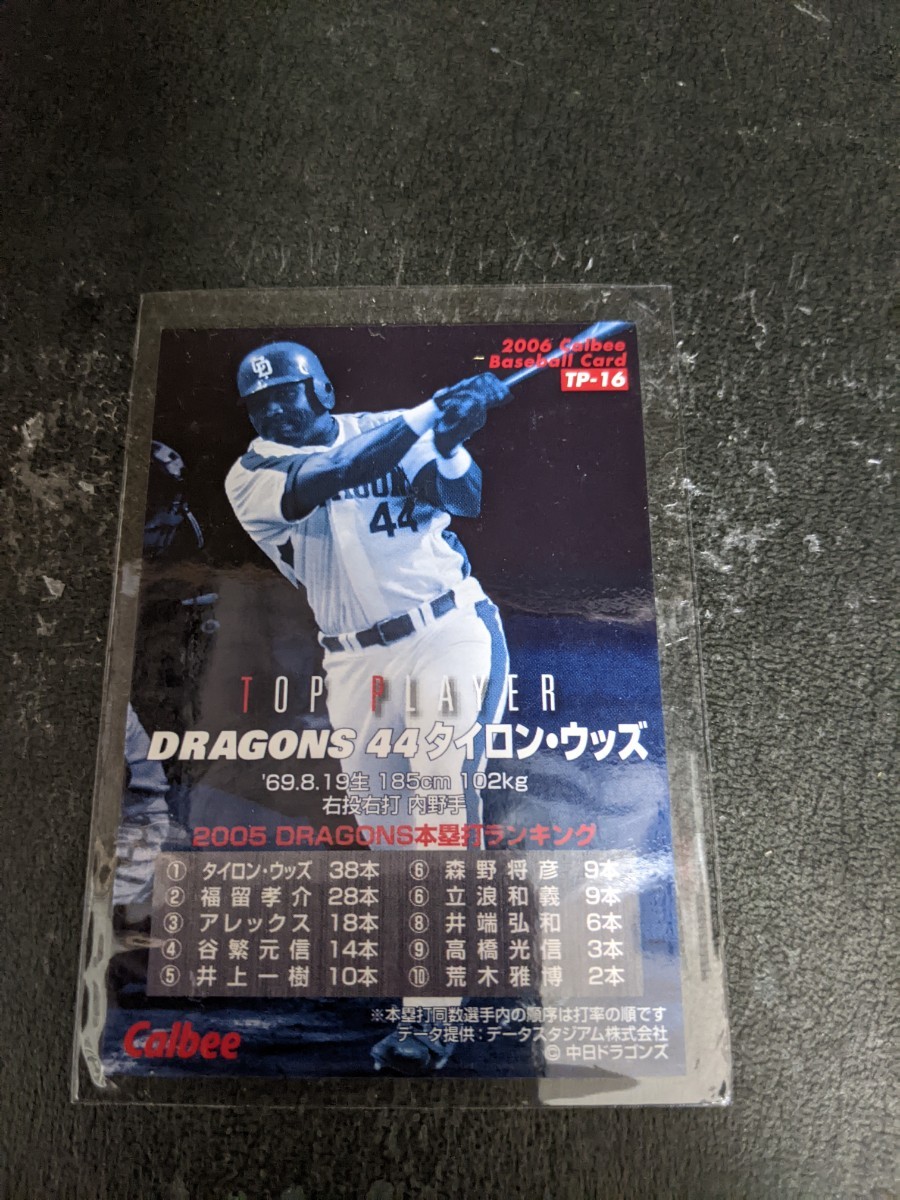 2006 Calbee
Baseball Card
TP-16
44
TOP PLAYER
DRAGONS 44 タイロン・ウッズ
'69.8.19生 185cm 102kg
右投右打 内野手
2005 DRAGONS本塁打ランキング
① タイロン・ウッズ 38本
② 福留孝介 28本
③ アレックス 18本
④ 谷繁元信 14本
⑤ 井上一樹 10本
⑥ 森野将彦 9本
⑥ 立浪和義 9本
⑧ 井端弘和 6本
⑨ 高橋光信 3本
⑩ 荒木雅博 2本
※本塁打同数選手内の順序は打率の順です
データ提供：データスタジアム株式会社
© 中日ドラゴンズ
Calbee